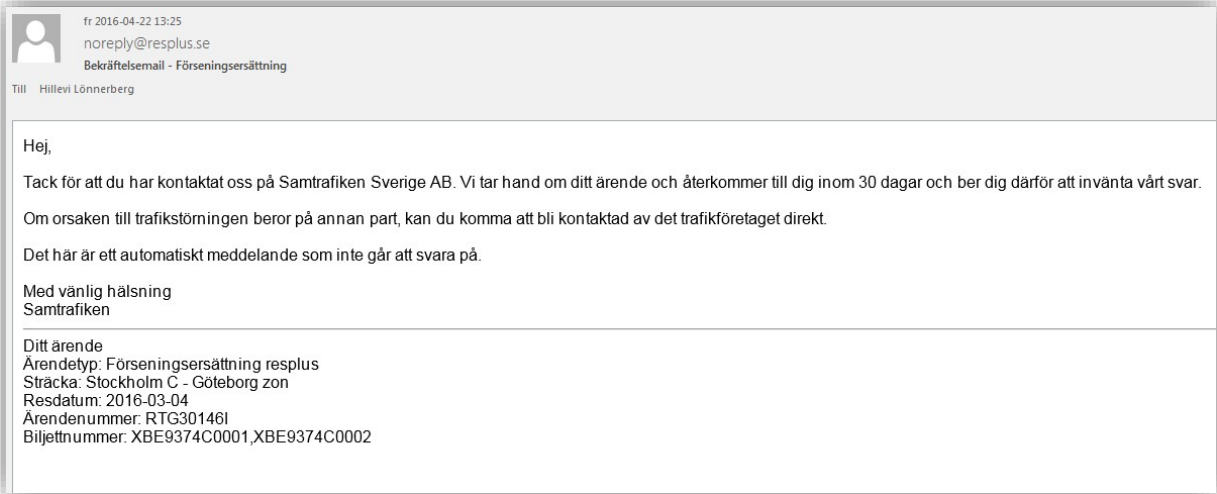 fr 2016-04-22 13:25
noreply@resplus.se
Bekräftelsemail - Förseningsersättning
Till Hillevi Lönnerberg
Hej,
Tack för att du har kontaktat oss på Samtrafiken Sverige AB. Vi tar hand om ditt ärende och återkommer till dig inom 30 dagar och ber dig därför att invänta vårt svar.
Om orsaken till trafikstörningen beror på annan part, kan du komma att bli kontaktad av det trafikföretaget direkt.
Det här är ett automatiskt meddelande som inte går att svara på.
Med vänlig hälsning
Samtrafiken
Ditt ärende
Ärendetyp: Förseningsersättning resplus
Sträcka: Stockholm C - Göteborg zon
Resdatum: 2016-03-04
Ärendenummer: RTG30146I
Biljettnummer: XBE9374C0001,XBE9374C0002